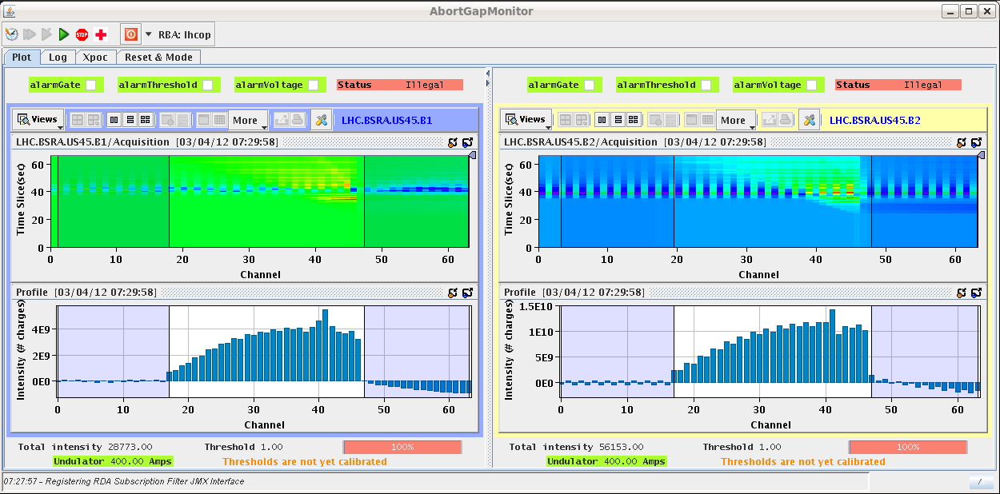 AbortGapMonitor
STOP
RBA: lhcop
Plot Log Xpoc Reset & Mode
alarmGate alarmThreshold alarmVoltage Status Illegal
Views More LHC.BSRA.US45.B1
LHC.BSRA.US45.B1/Acquisition [03/04/12 07:29:58]
Time Slice(sec)
60
40
20
0
0 10 20 30 40 50 60
Channel
Profile [03/04/12 07:29:58]
Intensity (# charges)
4E9
2E9
0E0
0 10 20 30 40 50 60
Channel
Total intensity 28773.00 Threshold 1.00 100%
Undulator 400.00 Amps Thresholds are not yet calibrated
alarmGate alarmThreshold alarmVoltage Status Illegal
Views More LHC.BSRA.US45.B2
LHC.BSRA.US45.B2/Acquisition [03/04/12 07:29:58]
Time Slice(sec)
60
40
20
0
0 10 20 30 40 50 60
Channel
Profile [03/04/12 07:29:58]
Intensity (# charges)
1.5E10
1E10
5E9
0E0
0 10 20 30 40 50 60
Channel
Total intensity 56153.00 Threshold 1.00 100%
Undulator 400.00 Amps Thresholds are not yet calibrated
07:27:57 - Registering RDA Subscription Filter JMX Interface